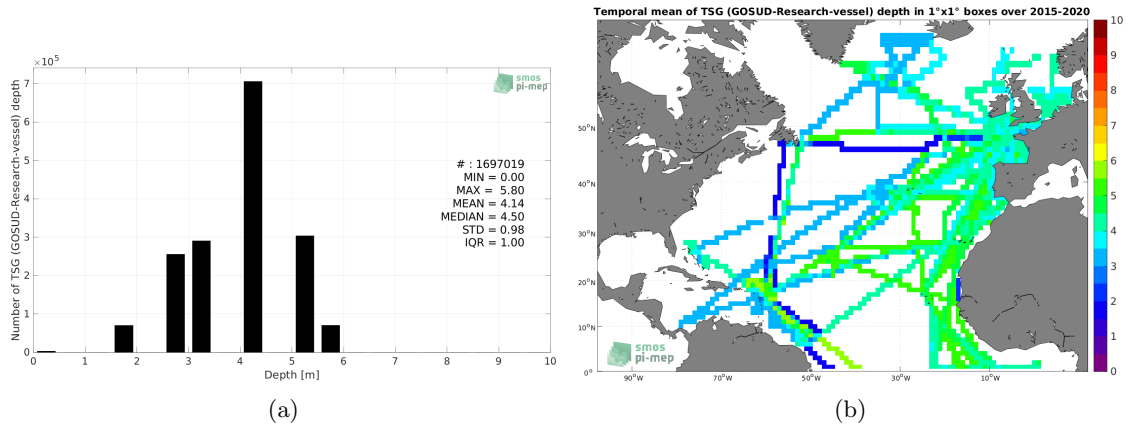 ×10⁵
7
6
5
4
3
2
1
0
Number of TSG (GOSUD-Research-vessel) depth
smos
pi-mep
# : 1697019
MIN = 0.00
MAX = 5.80
MEAN = 4.14
MEDIAN = 4.50
STD = 0.98
IQR = 1.00
0 1 2 3 4 5 6 7 8 9 10
Depth [m]
(a)
Temporal mean of TSG (GOSUD-Research-vessel) depth in 1°x1° boxes over 2015-2020
50°N
40°N
30°N
20°N
10°N
0°
90°W 70°W 50°W 30°W 10°W
smos
pi-mep
10
9
8
7
6
5
4
3
2
1
0
(b)